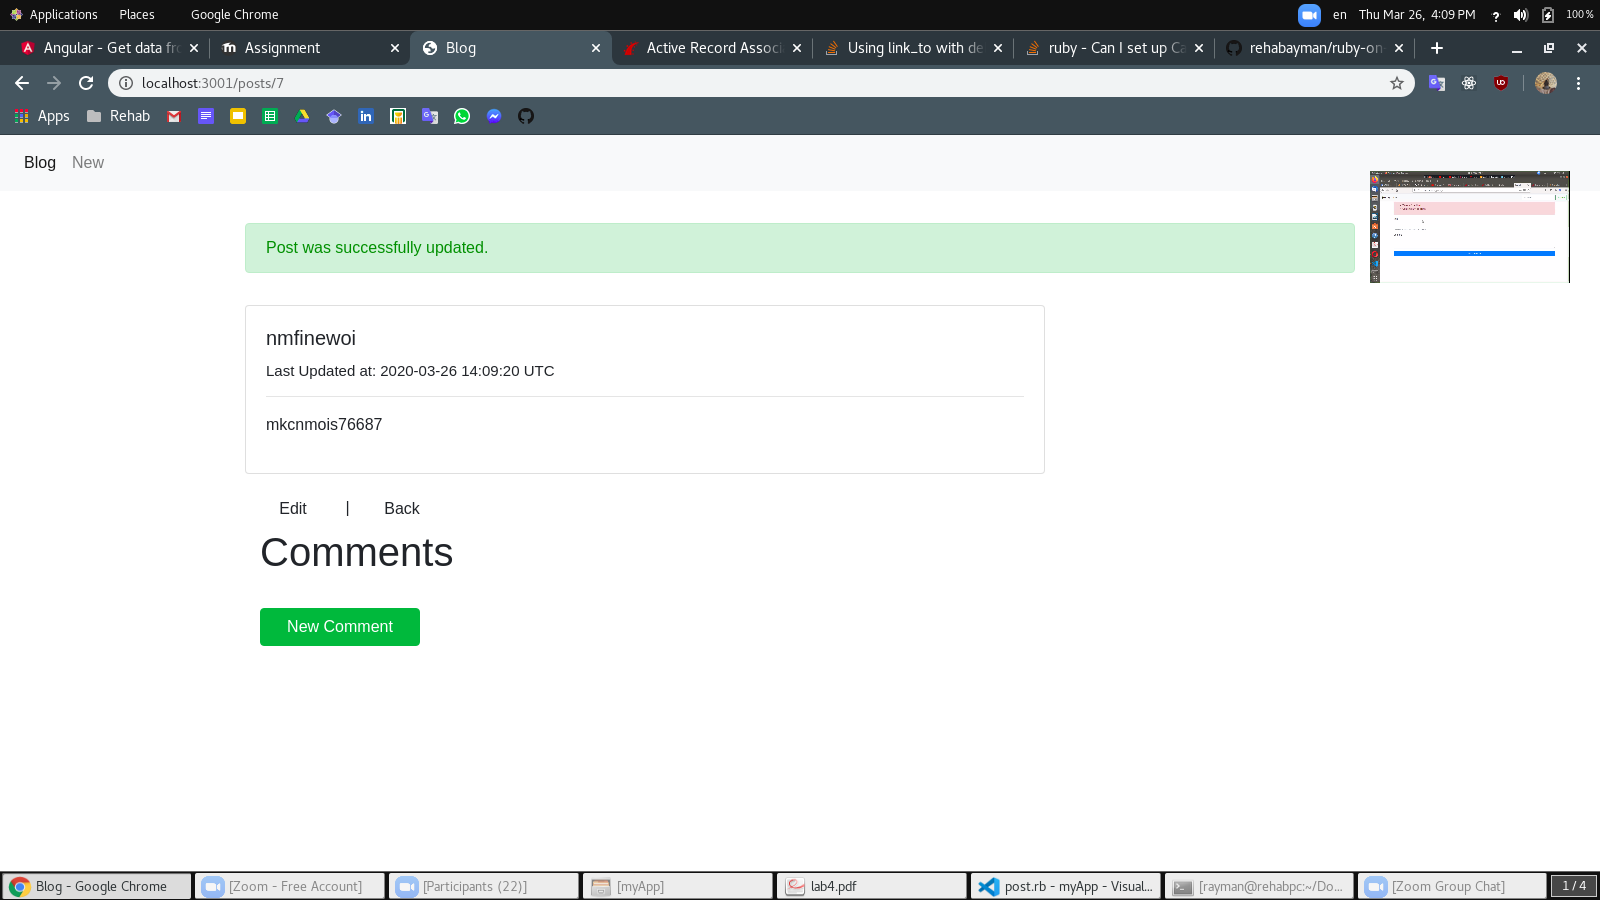 Applications Places Google Chrome en Thu Mar 26, 4:09 PM ? 100 %
Angular - Get data fro Assignment Blog Active Record Associ Using link_to with de ruby - Can I set up Ca rehabayman/ruby-on-
localhost:3001/posts/7
Apps Rehab
Blog New
Post was successfully updated.
nmfinewoi
Last Updated at: 2020-03-26 14:09:20 UTC
mkcnmois76687
Edit | Back
Comments
New Comment
Blog - Google Chrome [Zoom - Free Account] [Participants (22)] [myApp] lab4.pdf post.rb - myApp - Visual... [rayman@rehabpc:~/Do... [Zoom Group Chat] 1 / 4